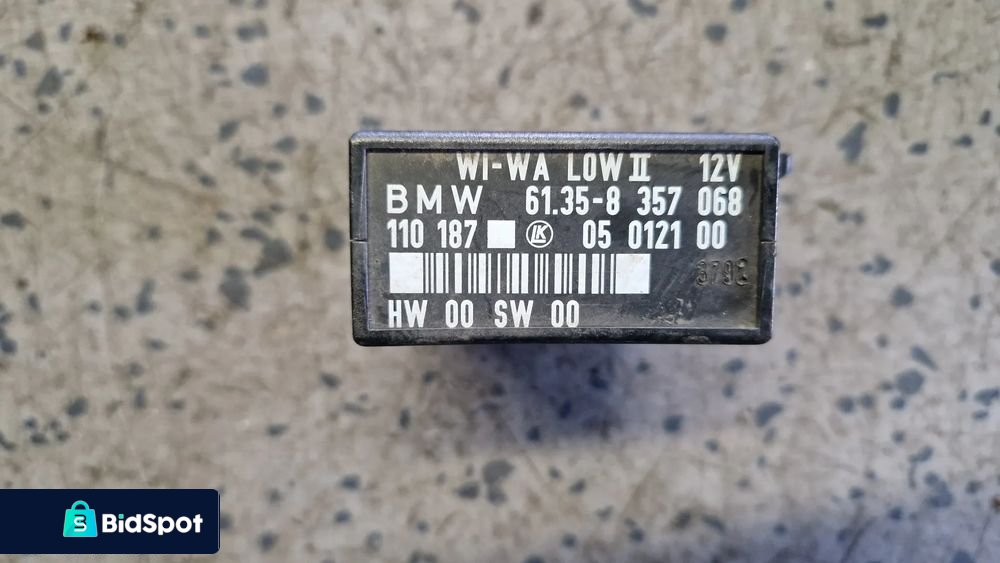 WI-WA LOW II 12V
BMW 61.35-8 357 068
110 187 LK 05 0121 00
HW 00 SW 00
BidSpot